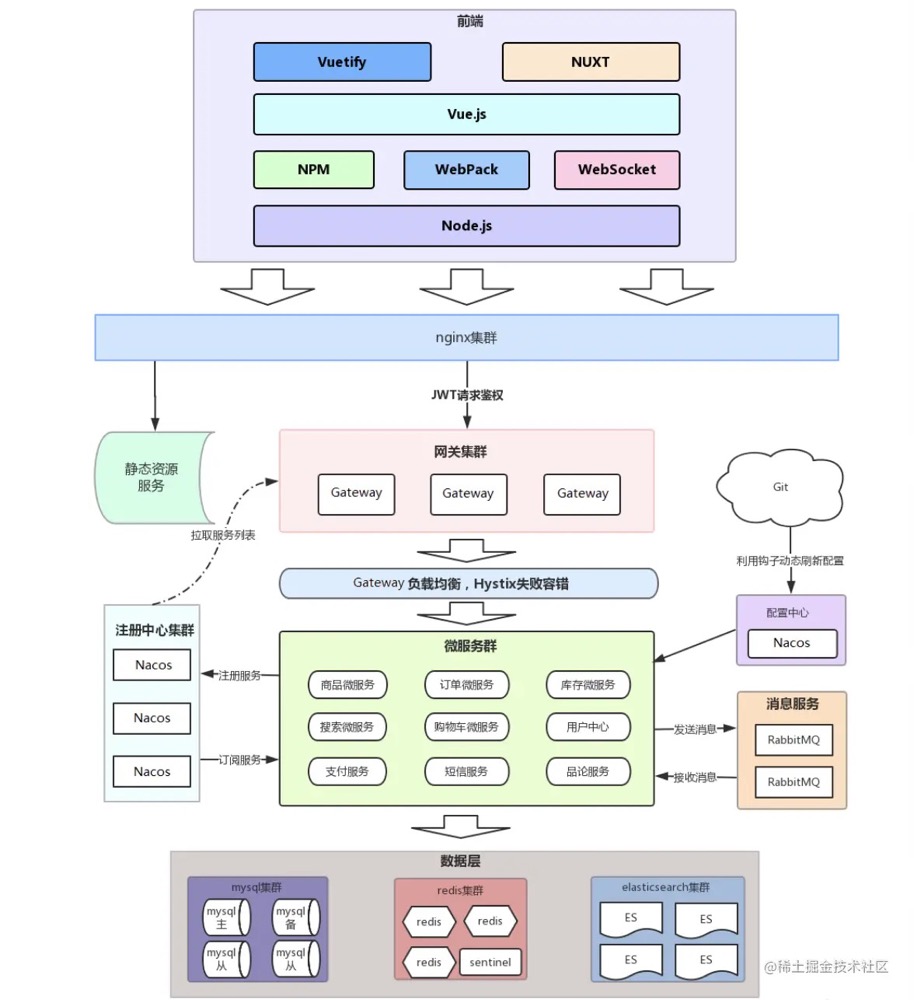 前端
Vuetify
NUXT
Vue.js
NPM
WebPack
WebSocket
Node.js
nginx集群
JWT请求鉴权
静态资源
服务
网关集群
Gateway
Gateway
Gateway
Git
拉取服务列表
利用钩子动态刷新配置
Gateway 负载均衡，Hystix失败容错
配置中心
Nacos
注册中心集群
Nacos
Nacos
Nacos
注册服务
订阅服务
微服务群
商品微服务
订单微服务
库存微服务
搜索微服务
购物车微服务
用户中心
支付服务
短信服务
品论服务
发送消息
接收消息
消息服务
RabbitMQ
RabbitMQ
数据层
mysql集群
mysql
主
mysql
备
mysql
从
mysql
从
redis集群
redis
redis
redis
sentinel
elasticsearch集群
ES
ES
ES
ES
@稀土掘金技术社区